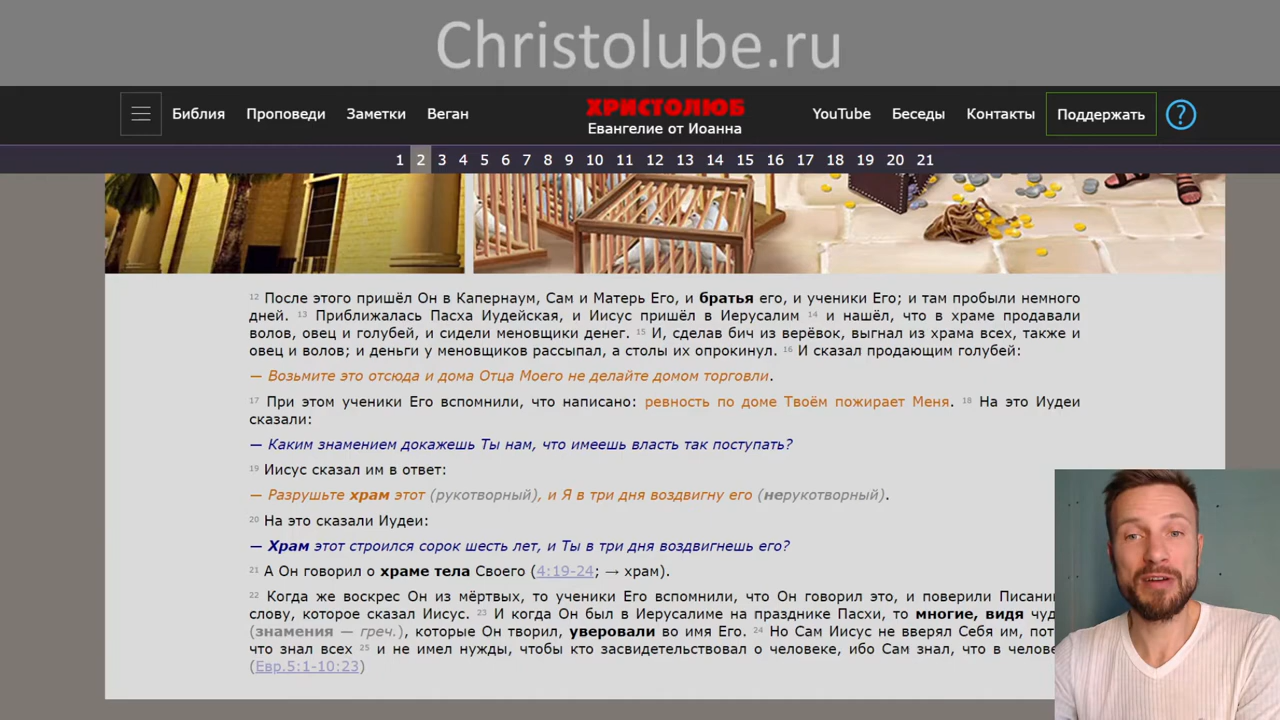 Christolube.ru
Библия Проповеди Заметки Веган ХРИСТОЛЮБ YouTube Беседы Контакты Поддержать ?
Евангелие от Иоанна
1 2 3 4 5 6 7 8 9 10 11 12 13 14 15 16 17 18 19 20 21
12 После этого пришёл Он в Капернаум, Сам и Матерь Его, и братья его, и ученики Его; и там пробыли немного
дней. 13 Приближалась Пасха Иудейская, и Иисус пришёл в Иерусалим 14 и нашёл, что в храме продавали
волов, овец и голубей, и сидели меновщики денег. 15 И, сделав бич из верёвок, выгнал из храма всех, также и
овец и волов; и деньги у меновщиков рассыпал, а столы их опрокинул. 16 И сказал продающим голубей:
— Возьмите это отсюда и дома Отца Моего не делайте домом торговли.
17 При этом ученики Его вспомнили, что написано: ревность по доме Твоём пожирает Меня. 18 На это Иудеи
сказали:
— Каким знамением докажешь Ты нам, что имеешь власть так поступать?
19 Иисус сказал им в ответ:
— Разрушьте храм этот (рукотворный), и Я в три дня воздвигну его (нерукотворный).
20 На это сказали Иудеи:
— Храм этот строился сорок шесть лет, и Ты в три дня воздвигнешь его?
21 А Он говорил о храме тела Своего (4:19-24; → храм).
22 Когда же воскрес Он из мёртвых, то ученики Его вспомнили, что Он говорил это, и поверили Писани
слову, которое сказал Иисус. 23 И когда Он был в Иерусалиме на празднике Пасхи, то многие, видя чуд
(знамения — греч.), которые Он творил, уверовали во имя Его. 24 Но Сам Иисус не вверял Себя им, пот
что знал всех 25 и не имел нужды, чтобы кто засвидетельствовал о человеке, ибо Сам знал, что в челове
(Евр.5:1-10:23)